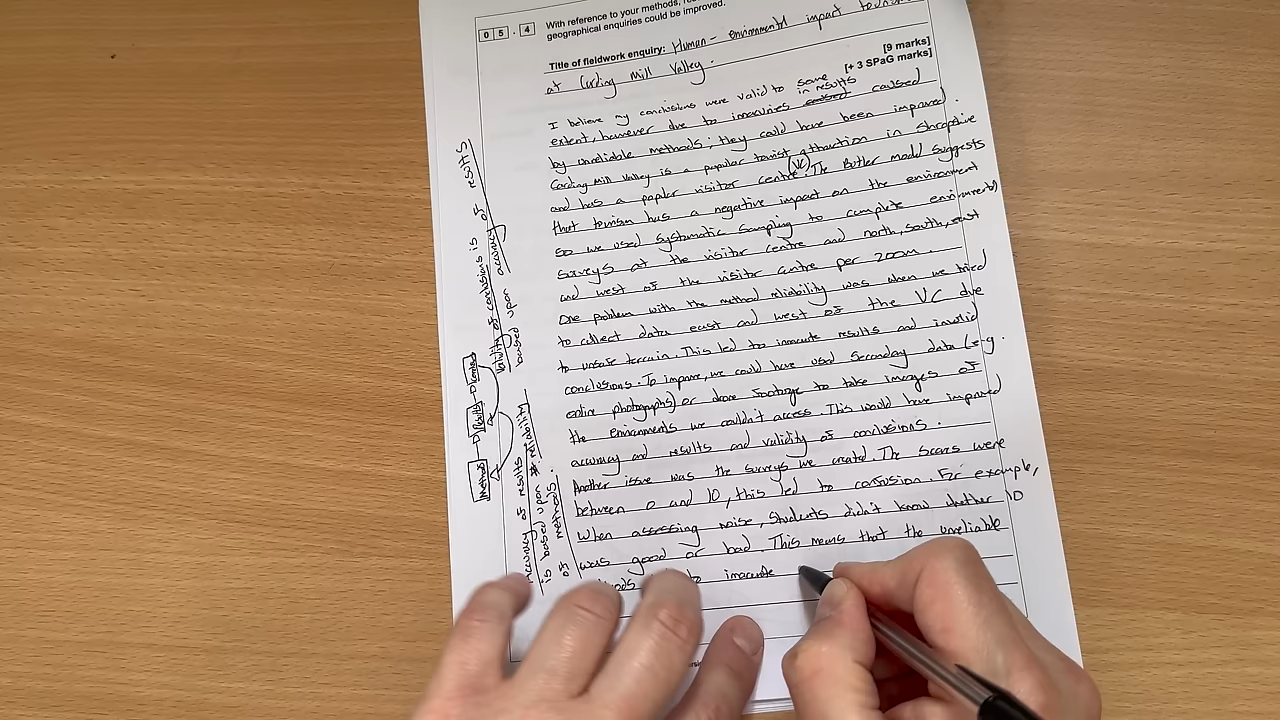 0 5 . 4 With reference to your methods, res
geographical enquiries could be improved.
Title of fieldwork enquiry: Human - environmental impact tourism
at Carding Mill Valley.
[9 marks]
[+ 3 SPaG marks]
I believe my conclusions were valid to some
extent, however due to inaccuries in results caused
by unreliable methods; they could have been improved.
Carding Mill Valley is a popular tourist attraction in Shropshire
and has a popular visitor centre (VC). The Butler model suggests
that tourism has a negative impact on the environment
so we used systematic sampling to complete environmental
surveys at the visitor centre and north, south, east
and west of the visitor centre per 200m
One problem with the method reliability was when we tried
to collect data east and west of the VC due
to unsafe terrain. This led to inaccurate results and invalid
conclusions. To improve, we could have used secondary data (e.g.
online photographs) or drone footage to take images of
the environments we couldn't access. This would have improved
accuracy and results and validity of conclusions.
Another issue was the surveys we created. The scores were
between 0 and 10, this led to confusion. For example,
when assessing noise, students didn't know whether 10
was good or bad. This means that the unreliable
to inaccurate
validity of conclusions is
based upon accuracy of results
Method → Results →
accuracy of results
is based upon reliability
of methods.